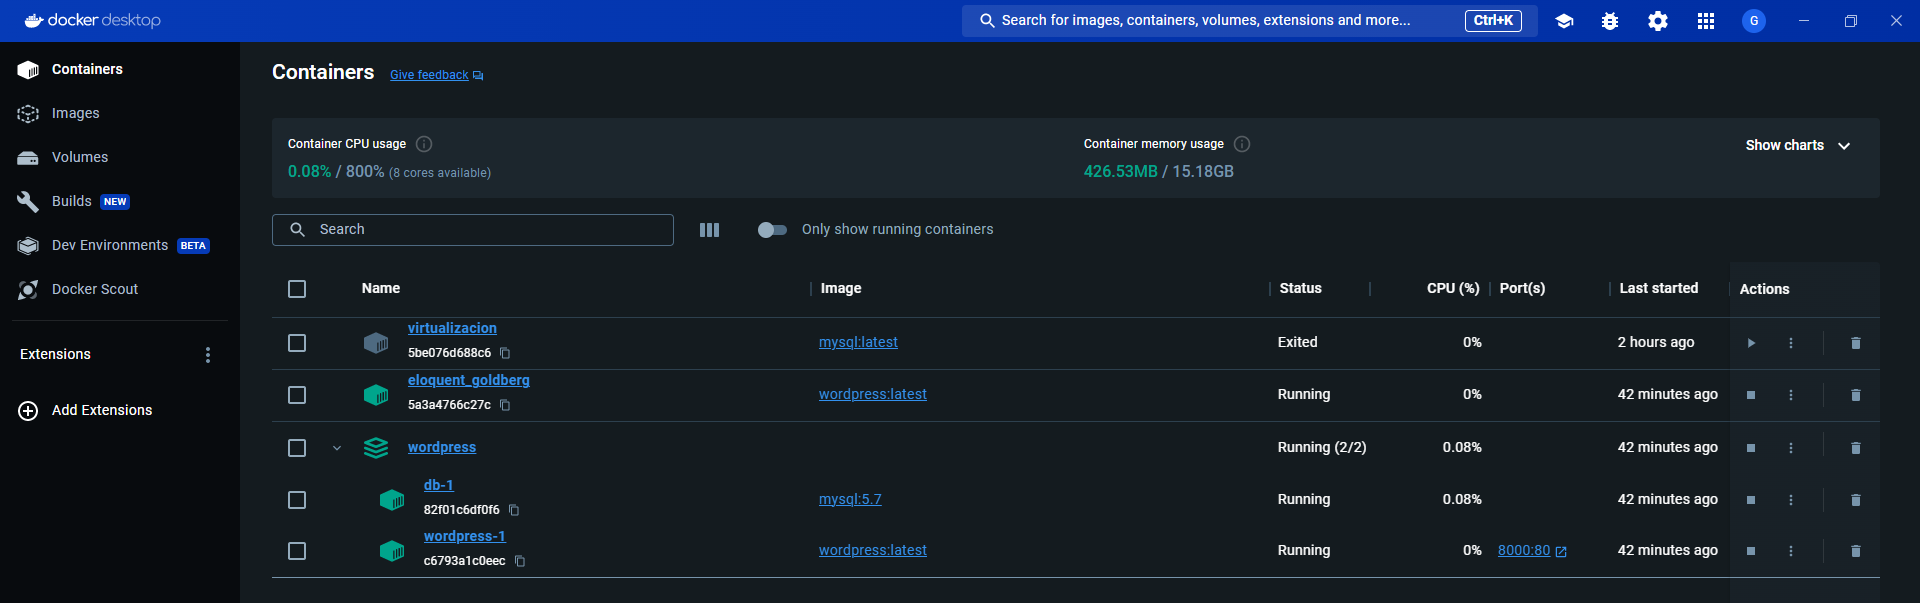 docker desktop
Search for images, containers, volumes, extensions and more...
Ctrl+K
G
Containers
Images
Volumes
Builds NEW
Dev Environments BETA
Docker Scout
Extensions
Add Extensions
Containers Give feedback
Container CPU usage
0.08% / 800% (8 cores available)
Container memory usage
426.53MB / 15.18GB
Show charts
Search
Only show running containers
Name Image Status CPU (%) Port(s) Last started Actions
virtualizacion
5be076d688c6
mysql:latest Exited 0% 2 hours ago
eloquent_goldberg
5a3a4766c27c
wordpress:latest Running 0% 42 minutes ago
wordpress Running (2/2) 0.08% 42 minutes ago
db-1
82f01c6df0f6
mysql:5.7 Running 0.08% 42 minutes ago
wordpress-1
c6793a1c0eec
wordpress:latest Running 0% 8000:80 42 minutes ago